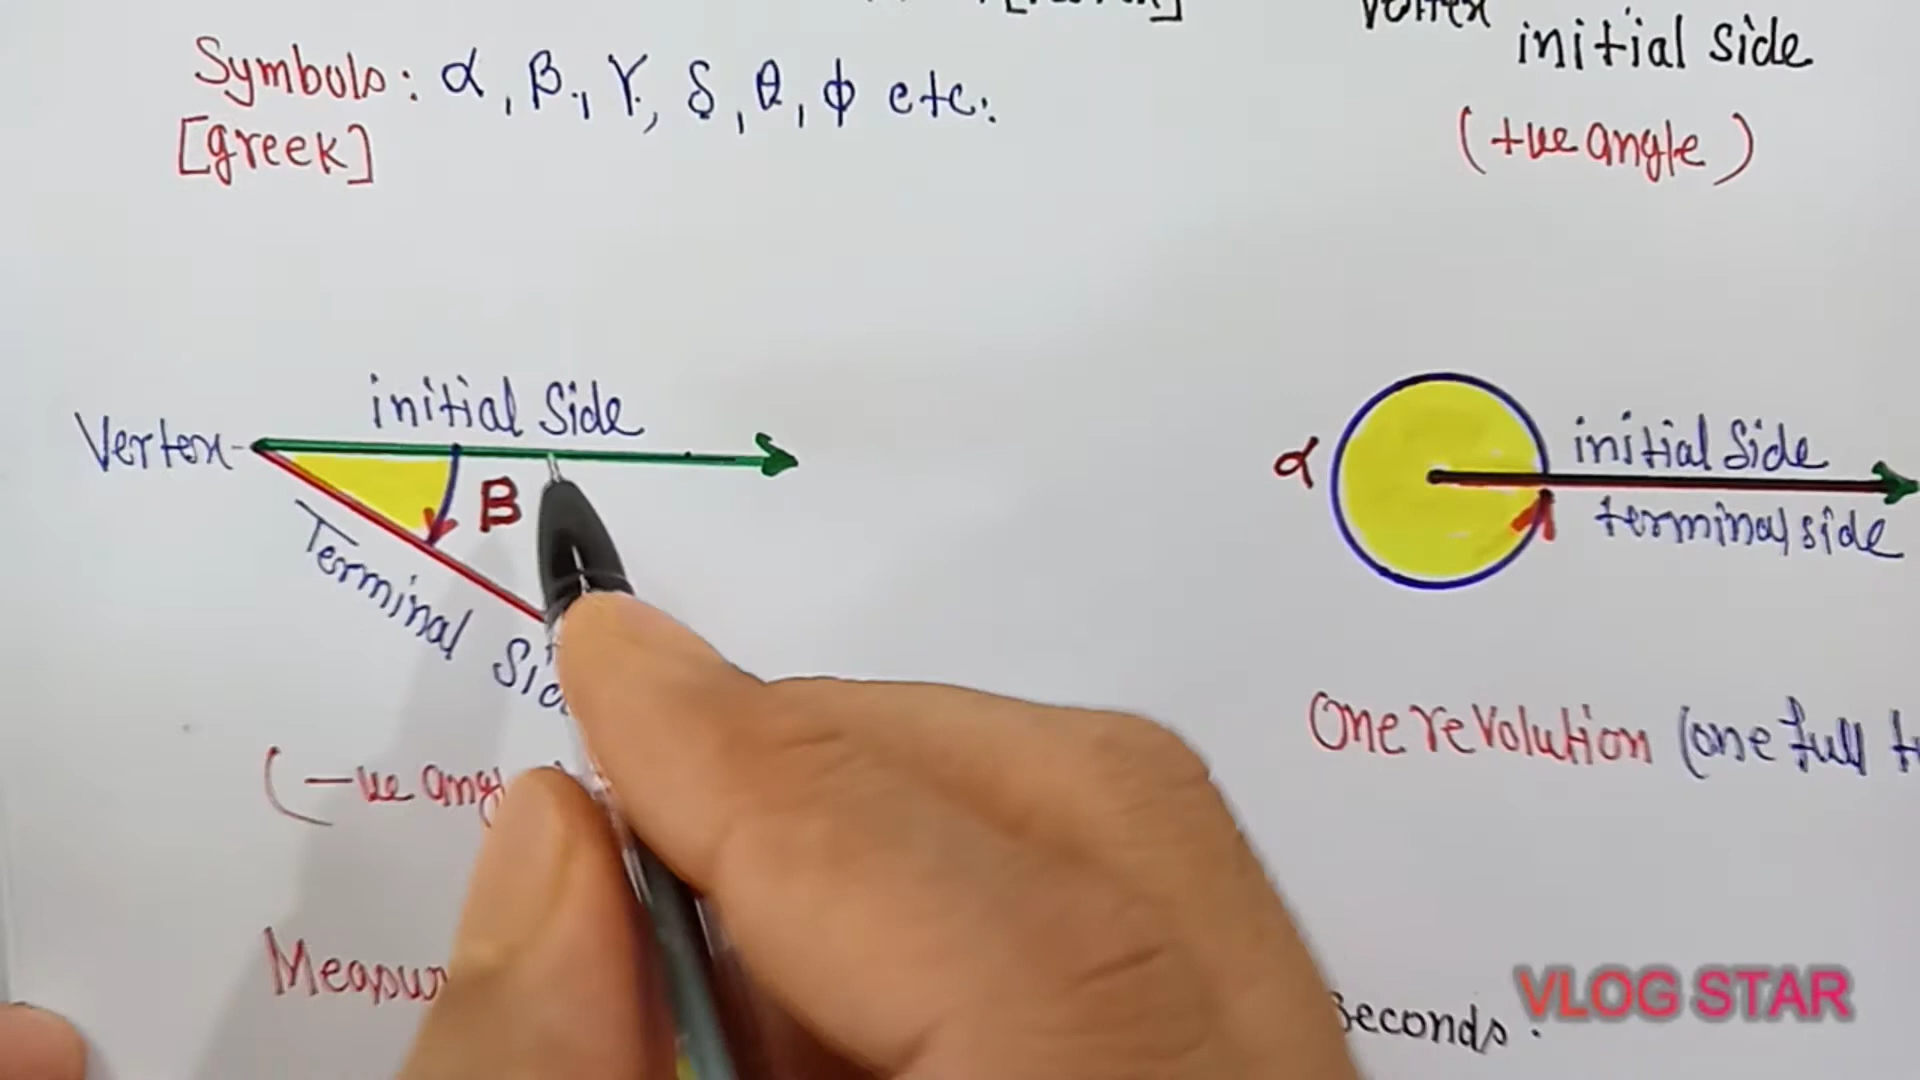 Vertex
initial side
(+ve angle)
Symbols: α, β, γ, δ, θ, φ etc.
[greek]
initial Side
Vertex
β
Terminal
(-ve
α
initial Side
terminal side
One revolution (one full
Seconds.
VLOG STAR